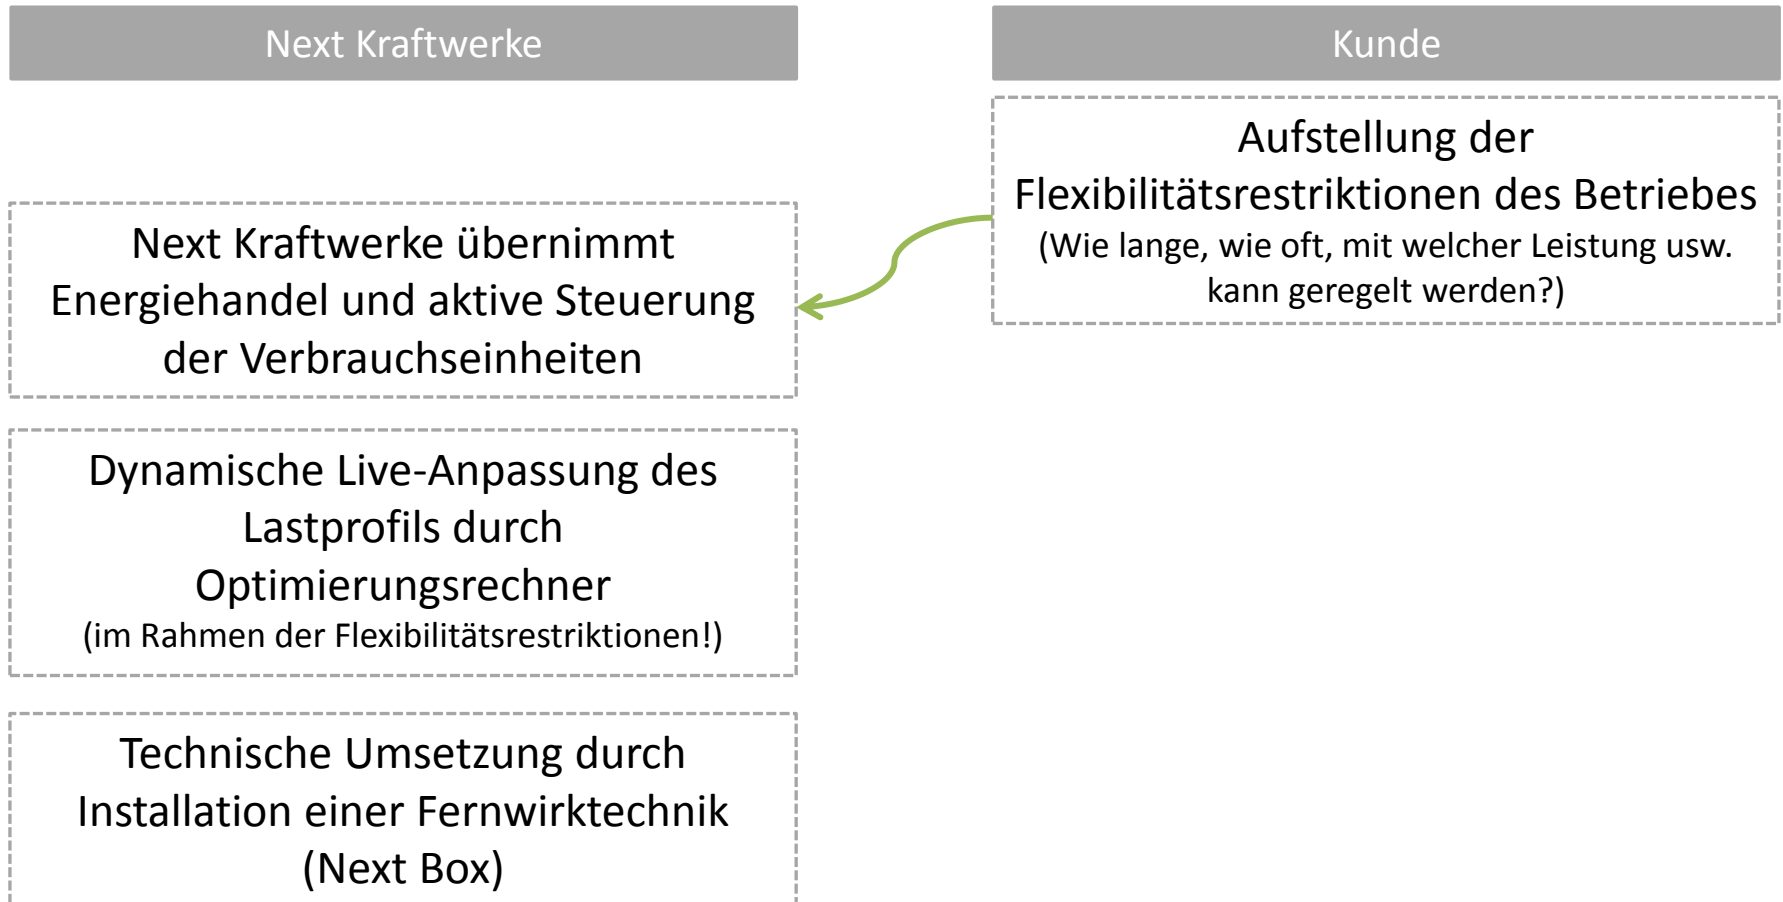 Next Kraftwerke
Kunde
Aufstellung der
Flexibilitätsrestriktionen des Betriebes
(Wie lange, wie oft, mit welcher Leistung usw.
kann geregelt werden?)
Next Kraftwerke übernimmt
Energiehandel und aktive Steuerung
der Verbrauchseinheiten
Dynamische Live-Anpassung des
Lastprofils durch
Optimierungsrechner
(im Rahmen der Flexibilitätsrestriktionen!)
Technische Umsetzung durch
Installation einer Fernwirktechnik
(Next Box)